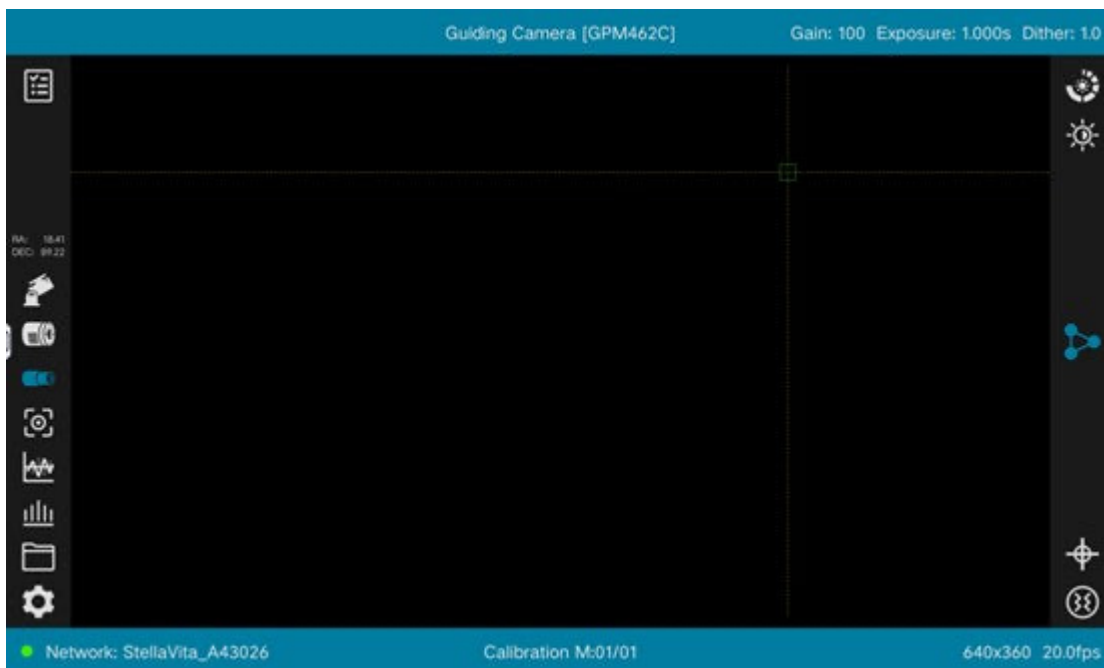 Guiding Camera [GPM462C]
Gain: 100 Exposure: 1.000s Dither: 1.0
RA: 18.41
DEC: 89.22
Network: StellaVita_A43026
Calibration M:01/01
640x360 20.0fps